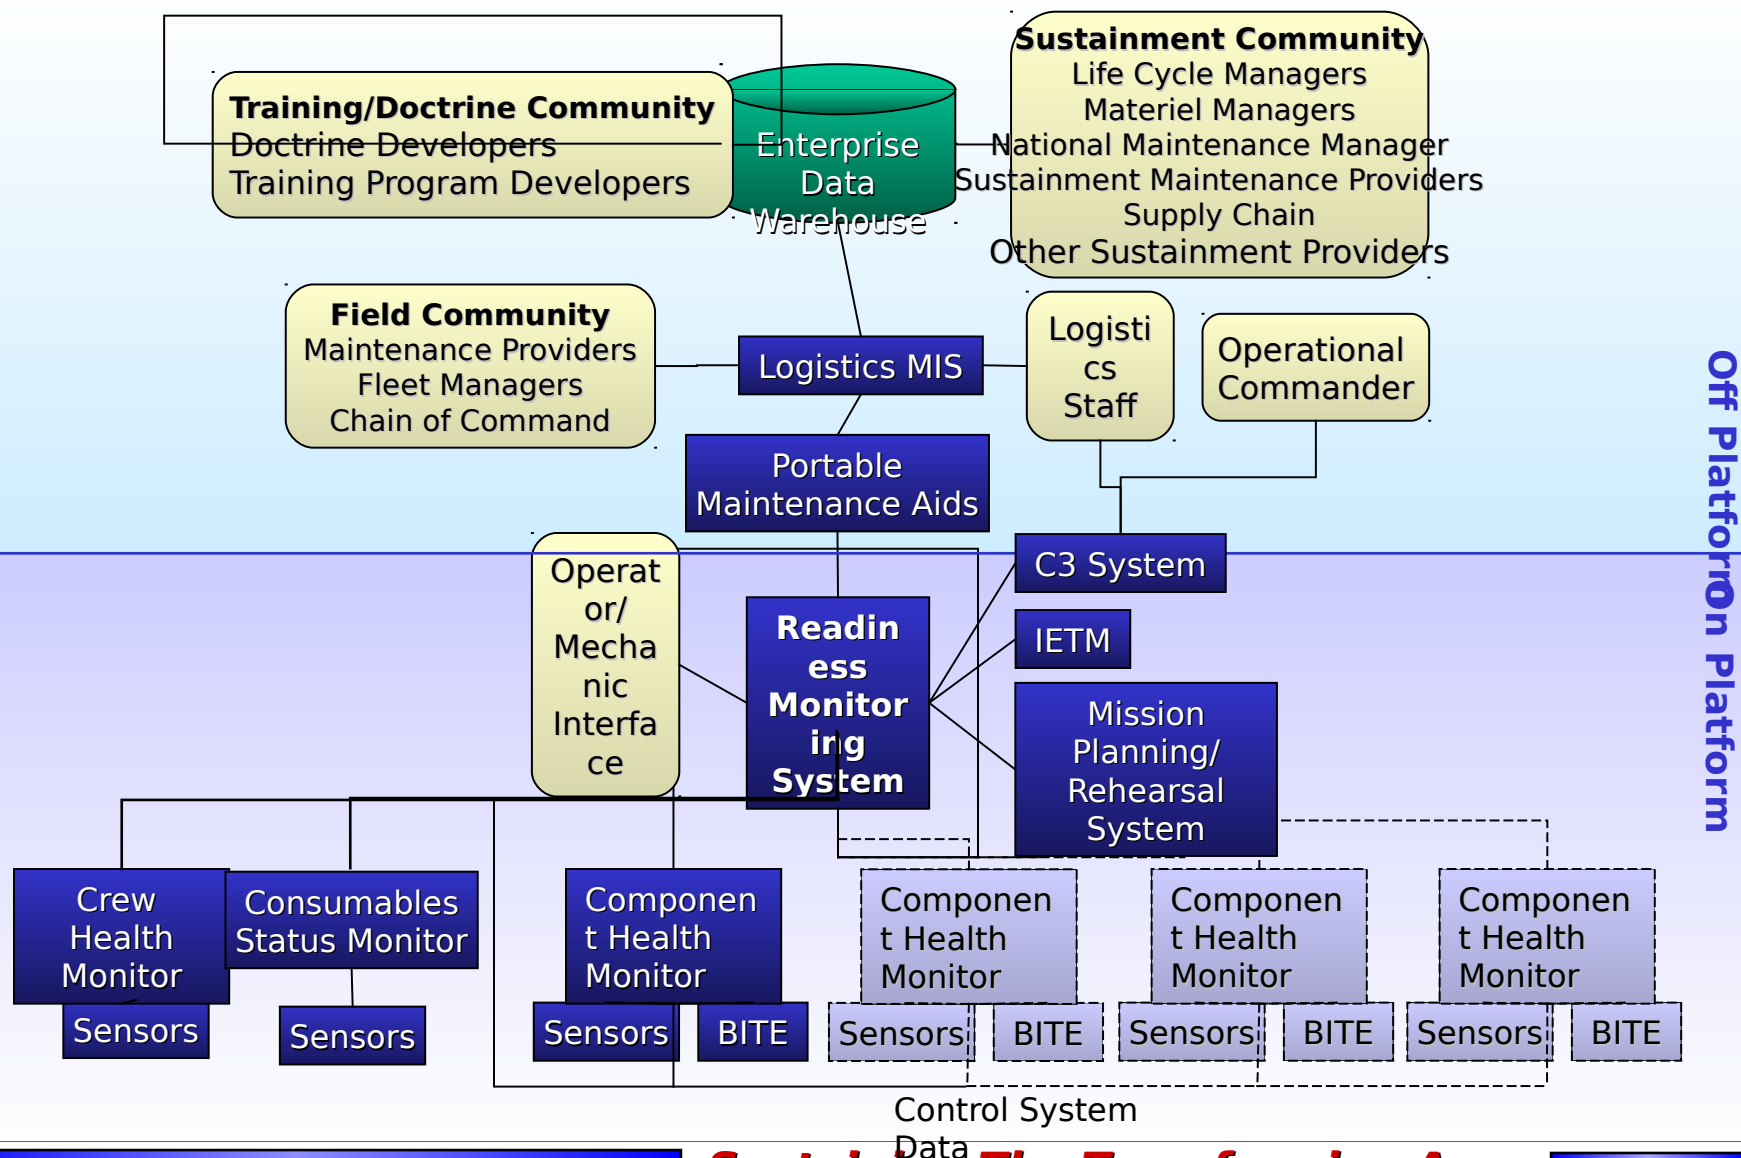 Training/Doctrine Community
Doctrine Developers
Training Program Developers
Enterprise
Data
Warehouse
Sustainment Community
Life Cycle Managers
Materiel Managers
National Maintenance Manager
Sustainment Maintenance Providers
Supply Chain
Other Sustainment Providers
Field Community
Maintenance Providers
Fleet Managers
Chain of Command
Logistics MIS
Logisti
cs
Staff
Operational
Commander
Portable
Maintenance Aids
Off Platform
On Platform
Operat
or/
Mecha
nic
Interfa
ce
Readin
ess
Monitor
ing
System
C3 System
IETM
Mission
Planning/
Rehearsal
System
Crew
Health
Monitor
Sensors
Consumables
Status Monitor
Sensors
Componen
t Health
Monitor
Sensors
BITE
Componen
t Health
Monitor
Sensors
BITE
Componen
t Health
Monitor
Sensors
BITE
Componen
t Health
Monitor
Sensors
BITE
Control System
Data